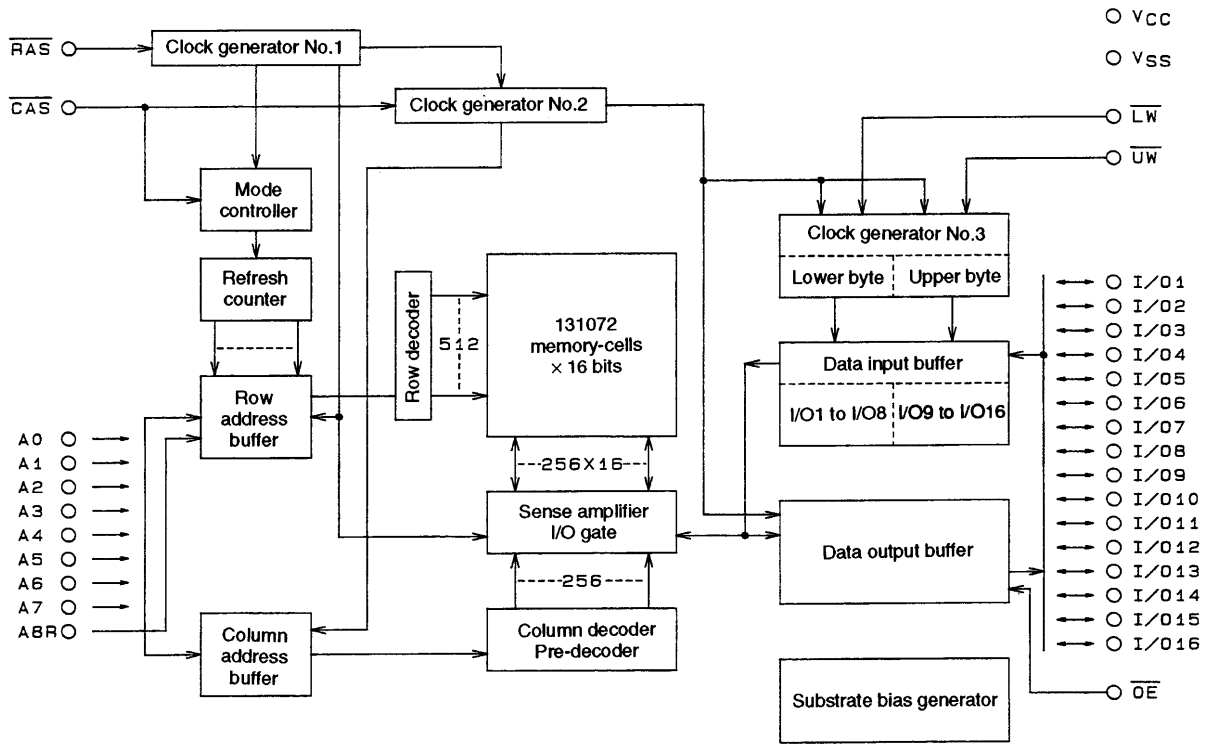 RAS
Clock generator No.1
VCC
VSS
CAS
Clock generator No.2
LW
UW
Mode
controller
Clock generator No.3
Lower byte
Upper byte
Refresh
counter
Row decoder
512
131072
memory-cells
× 16 bits
Data input buffer
I/O1 to I/O8
I/O9 to I/O16
Row
address
buffer
256X16
Sense amplifier
I/O gate
Data output buffer
256
Column decoder
Pre-decoder
Column
address
buffer
Substrate bias generator
A0
A1
A2
A3
A4
A5
A6
A7
A8R
I/O1
I/O2
I/O3
I/O4
I/O5
I/O6
I/O7
I/O8
I/O9
I/O10
I/O11
I/O12
I/O13
I/O14
I/O15
I/O16
OE